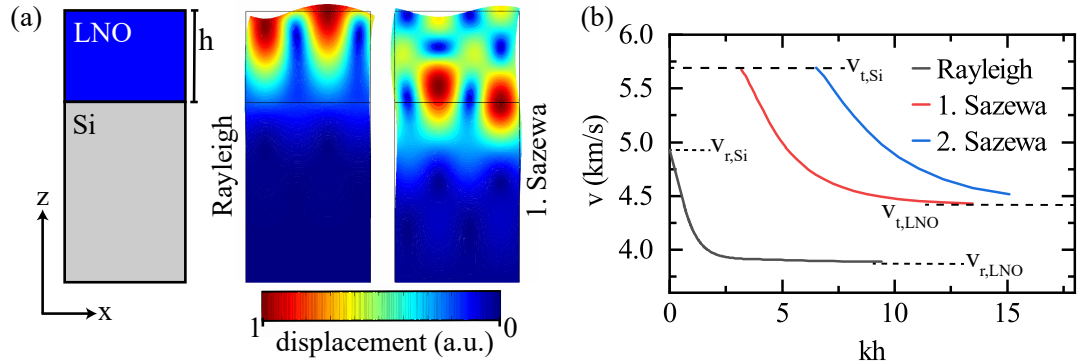 (a)
LNO
h
Si
z
x
Rayleigh
1. Sazewa
1
displacement (a.u.)
0
(b)
v (km/s)
6.0
5.5
5.0
4.5
4.0
0
5
10
15
kh
v_t,Si
v_r,Si
v_t,LNO
v_r,LNO
Rayleigh
1. Sazewa
2. Sazewa